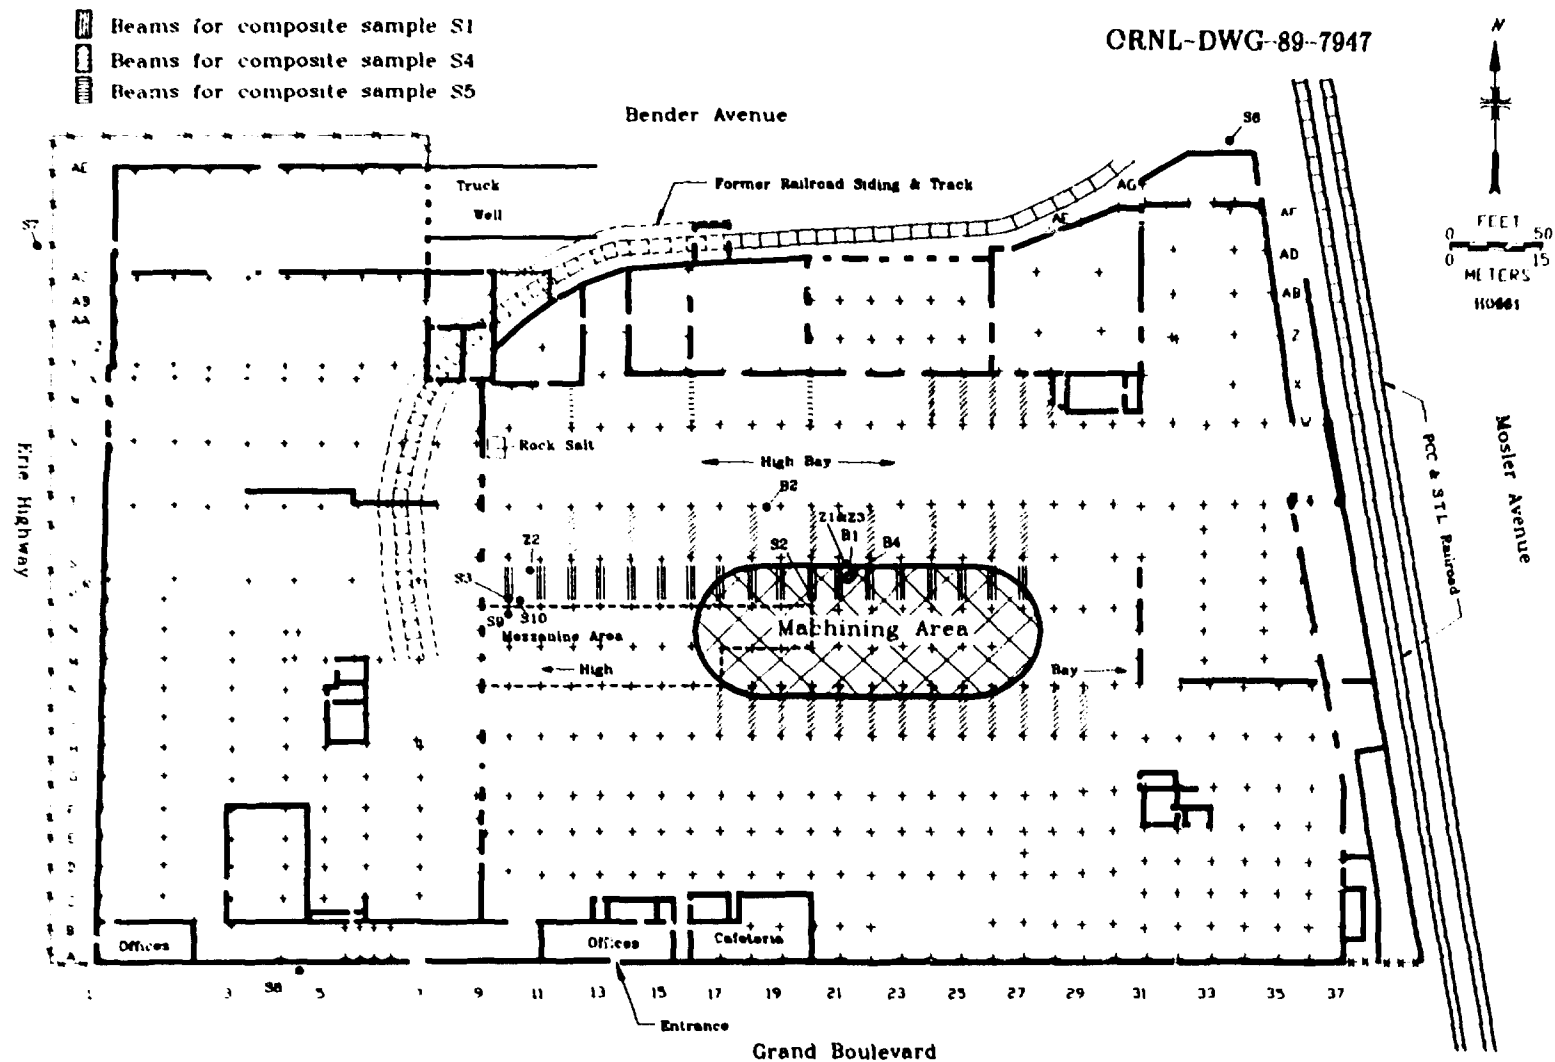 Beams for composite sample S1
Beams for composite sample S4
Beams for composite sample S5
ORNL-DWG-89-7947
N
Bender Avenue
S6
AE
Truck
Well
Former Railroad Siding & Track
AG
AE
AF
FEET
0 50
0 15
METERS
S7
AD
AC
AB
AA
AB
Z
X
W
Rock Salt
High Bay
Erie Highway
Mosler Avenue
PCC & STL Railroad
T
B2
Z1&Z3
B1
B4
S2
Z2
S3
S9
S10
Mezzanine Area
Machining Area
High
Bay
F
E
B
A
Offices
Offices
Cafeteria
S8
1 3 5 7 9 11 13 15 17 19 21 23 25 27 29 31 33 35 37
Entrance
Grand Boulevard